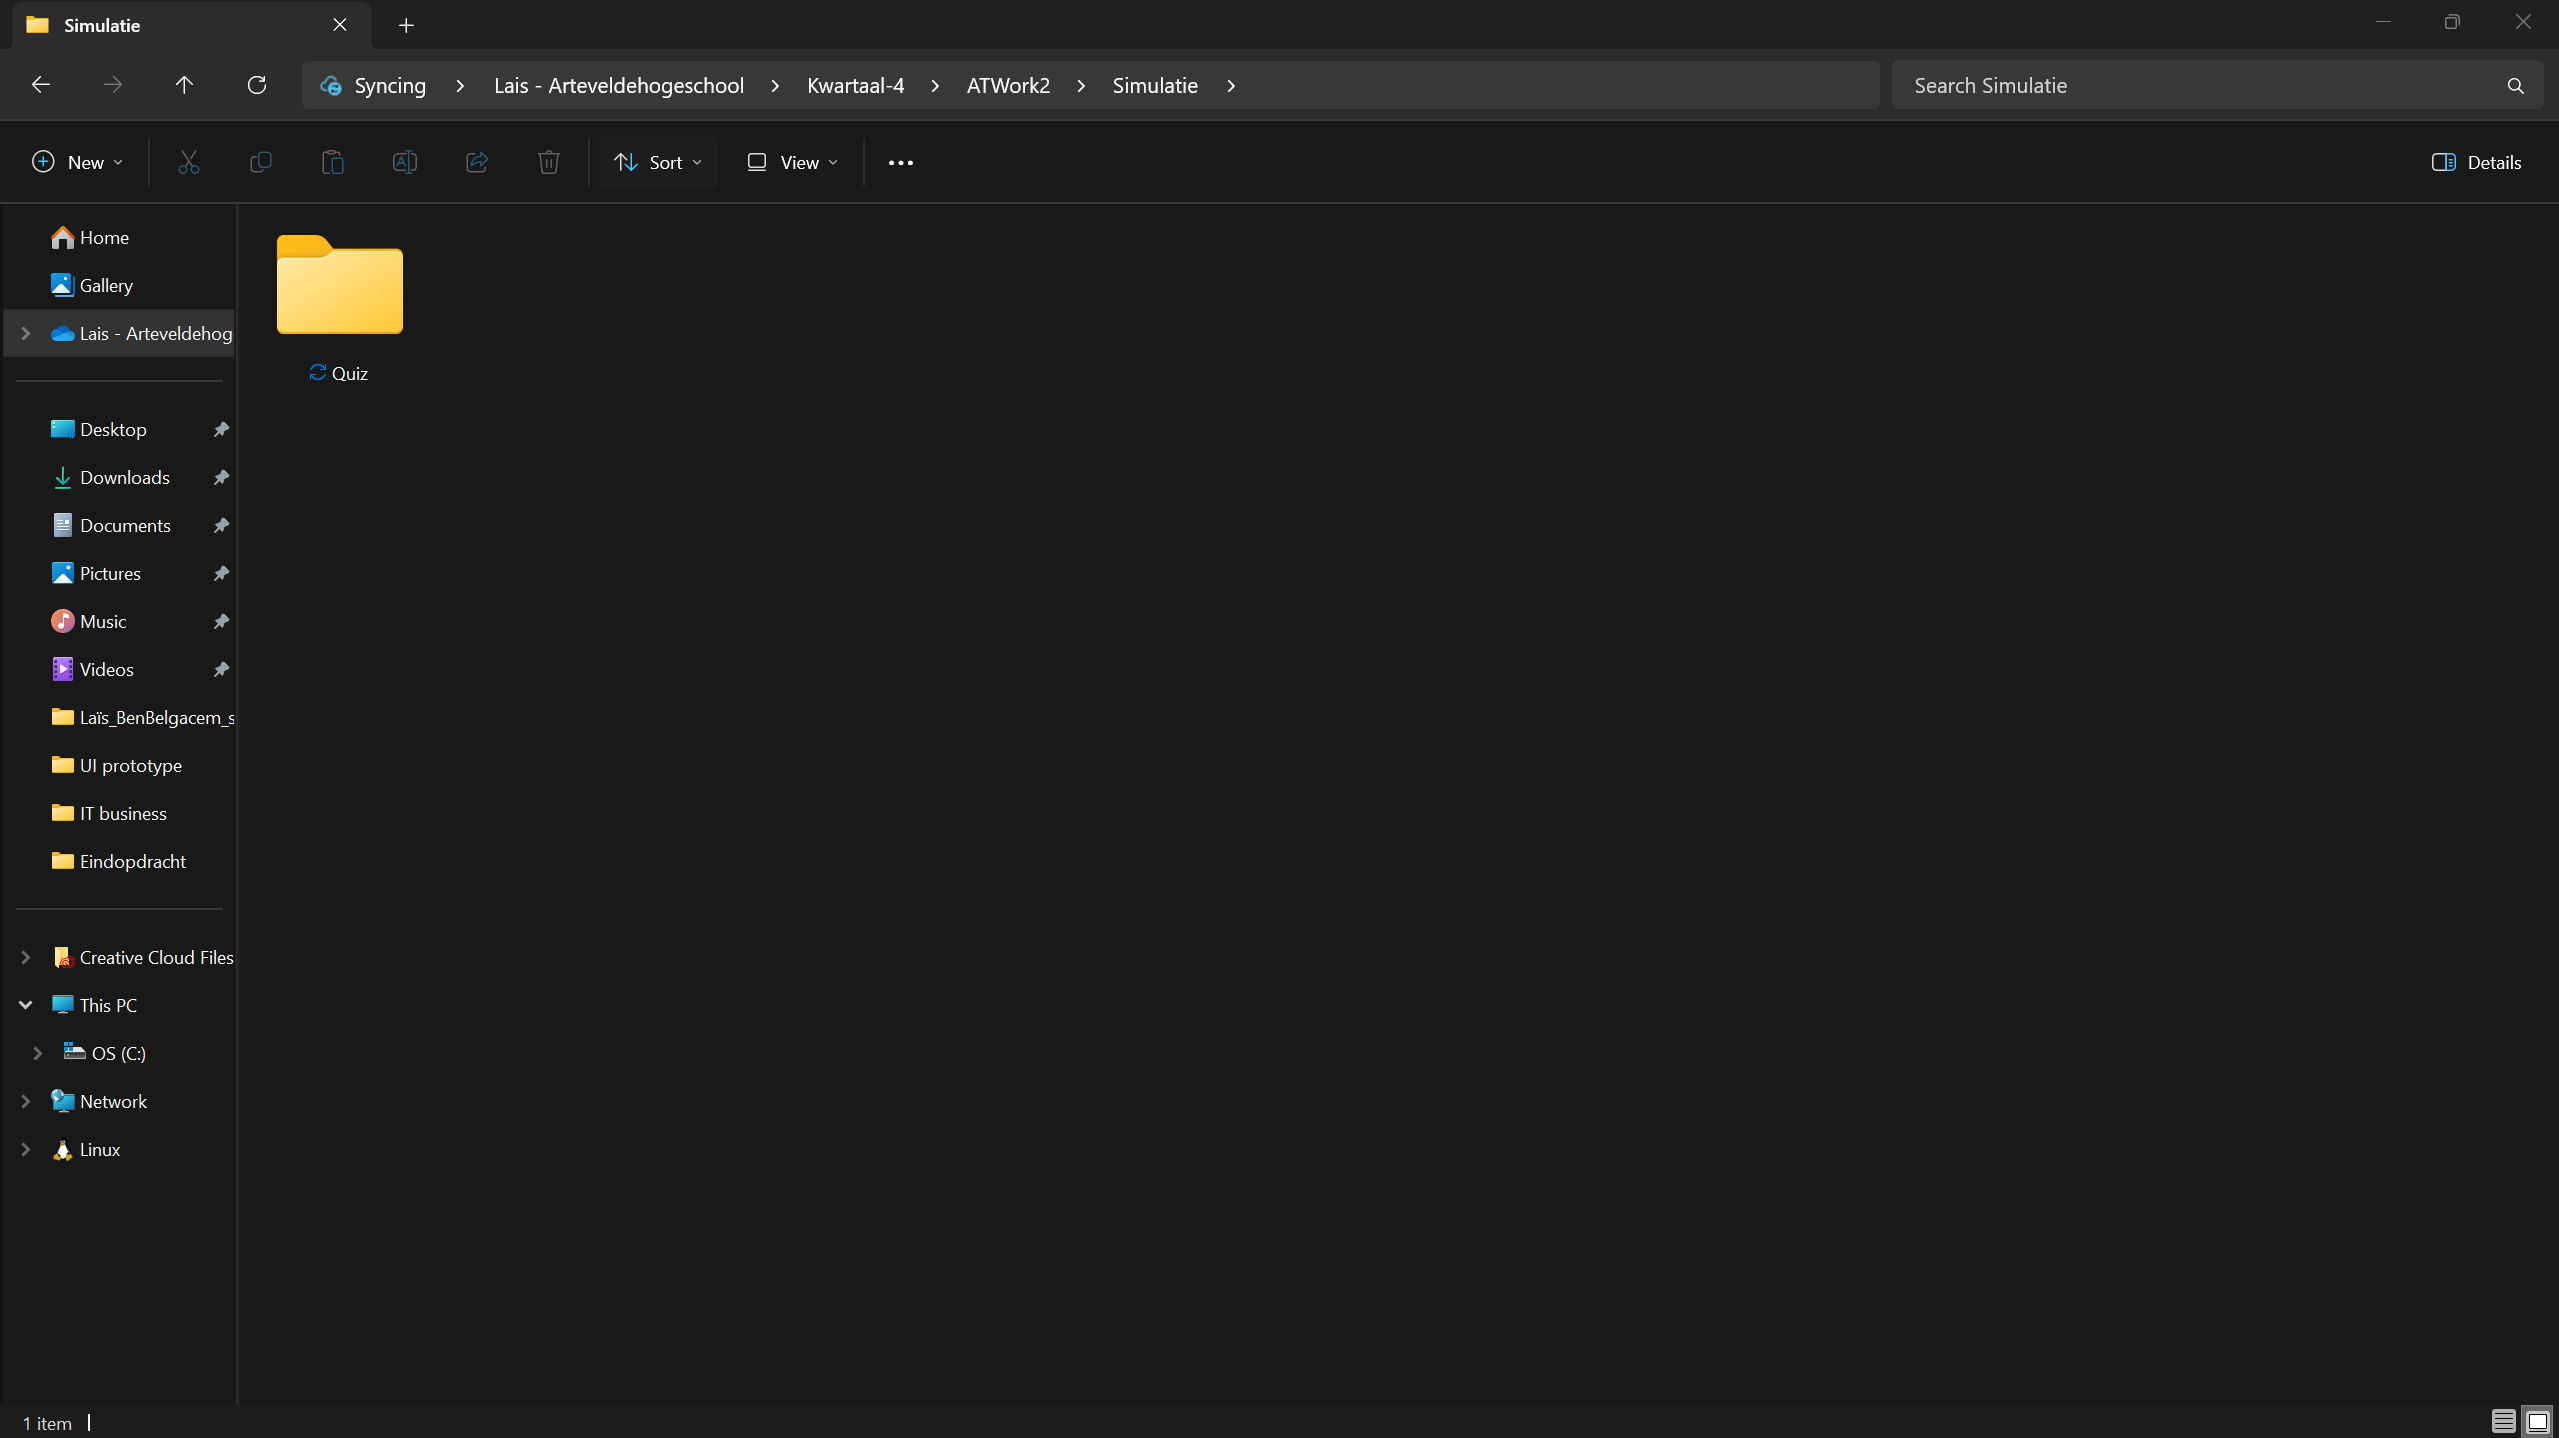 Simulatie
Syncing > Lais - Arteveldehogeschool > Kwartaal-4 > ATWork2 > Simulatie >
Search Simulatie
New
Sort
View
Details
Home
Gallery
Lais - Arteveldehog
Desktop
Downloads
Documents
Pictures
Music
Videos
Laïs_BenBelgacem_s
UI prototype
IT business
Eindopdracht
Creative Cloud Files
This PC
OS (C:)
Network
Linux
Quiz
1 item